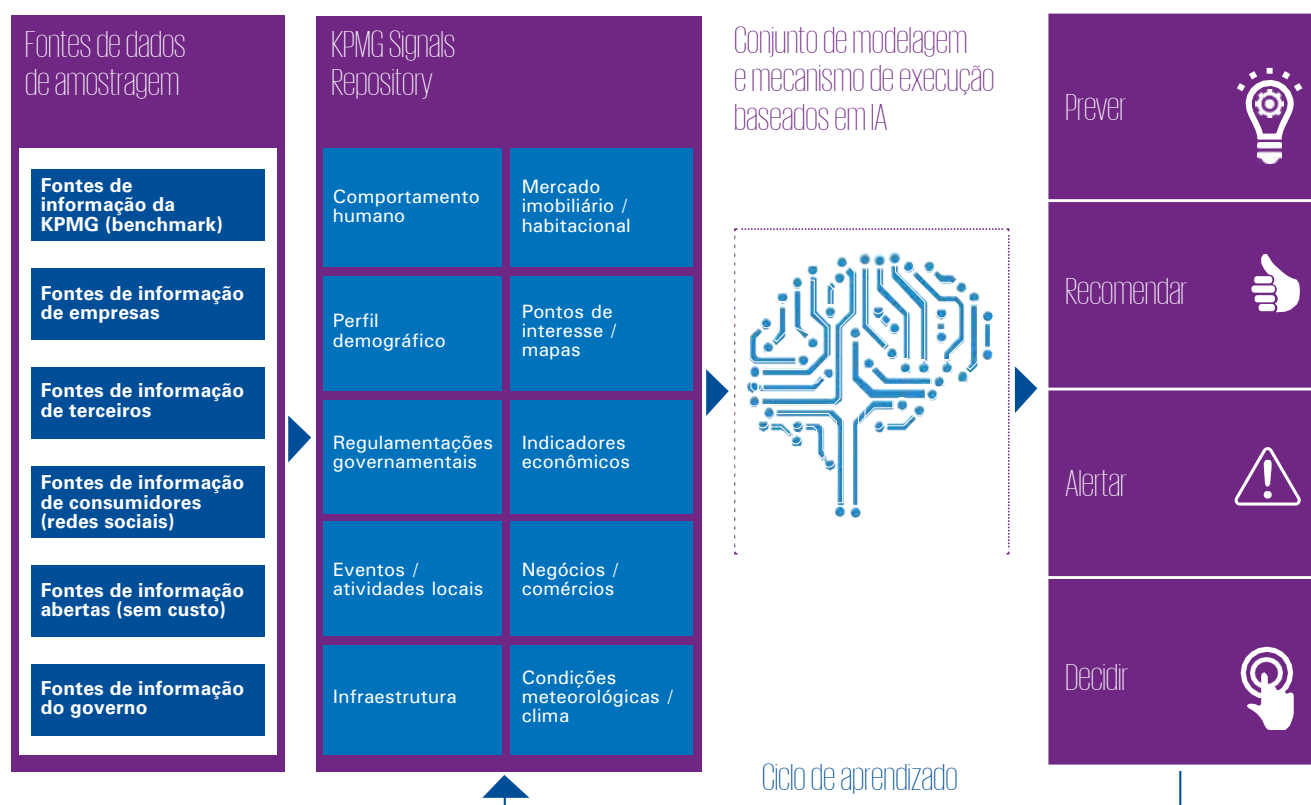 Fontes de dados
de amostragem
Fontes de
informação da
KPMG (benchmark)
Fontes de informação
de empresas
Fontes de informação
de terceiros
Fontes de informação
de consumidores
(redes sociais)
Fontes de informação
abertas (sem custo)
Fontes de informação
do governo
KPMG Signals
Repository
Comportamento
humano
Mercado
imobiliário /
habitacional
Perfil
demográfico
Pontos de
interesse /
mapas
Regulamentações
governamentais
Indicadores
econômicos
Eventos /
atividades locais
Negócios /
comércios
Infraestrutura
Condições
meteorológicas /
clima
Conjunto de modelagem
e mecanismo de execução
baseados em IA
Ciclo de aprendizado
Prever
Recomendar
Alertar
Decidir